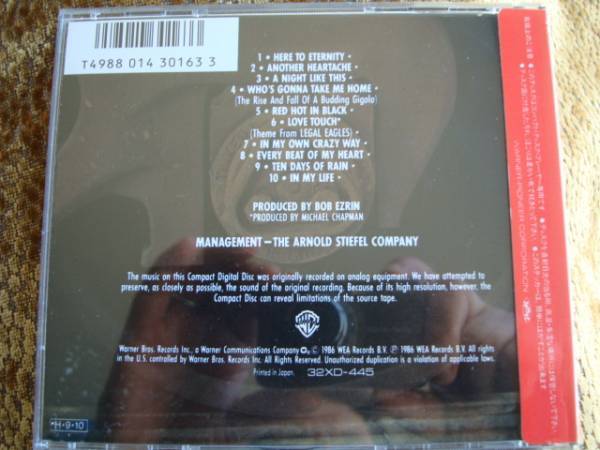 T4988 014 30163 3
1 • HERE TO ETERNITY •
2 • ANOTHER HEARTACHE •
3 • A NIGHT LIKE THIS •
4 • WHO'S GONNA TAKE ME HOME •
(The Rise And Fall Of A Budding Gigolo)
5 • RED HOT IN BLACK •
6 • LOVE TOUCH*
(Theme From LEGAL EAGLES)
7 • IN MY OWN CRAZY WAY •
8 • EVERY BEAT OF MY HEART •
9 • TEN DAYS OF RAIN •
10 • IN MY LIFE •
PRODUCED BY BOB EZRIN
*PRODUCED BY MICHAEL CHAPMAN
MANAGEMENT—THE ARNOLD STIEFEL COMPANY
The music on this Compact Digital Disc was originally recorded on analog equipment. We have attempted to
preserve, as closely as possible, the sound of the original recording. Because of its high resolution, however, the
Compact Disc can reveal limitations of the source tape.
Warner Bros. Records Inc., a Warner Communications Company © 1986 WEA Records B.V. ℗ 1986 WEA Records B.V. All rights
in the U.S. controlled by Warner Bros. Records Inc. All Rights Reserved. Unauthorized duplication is a violation of applicable laws.
Printed in Japan. 32XD-445
H•9•10
WARNER-PIONEER CORPORATION